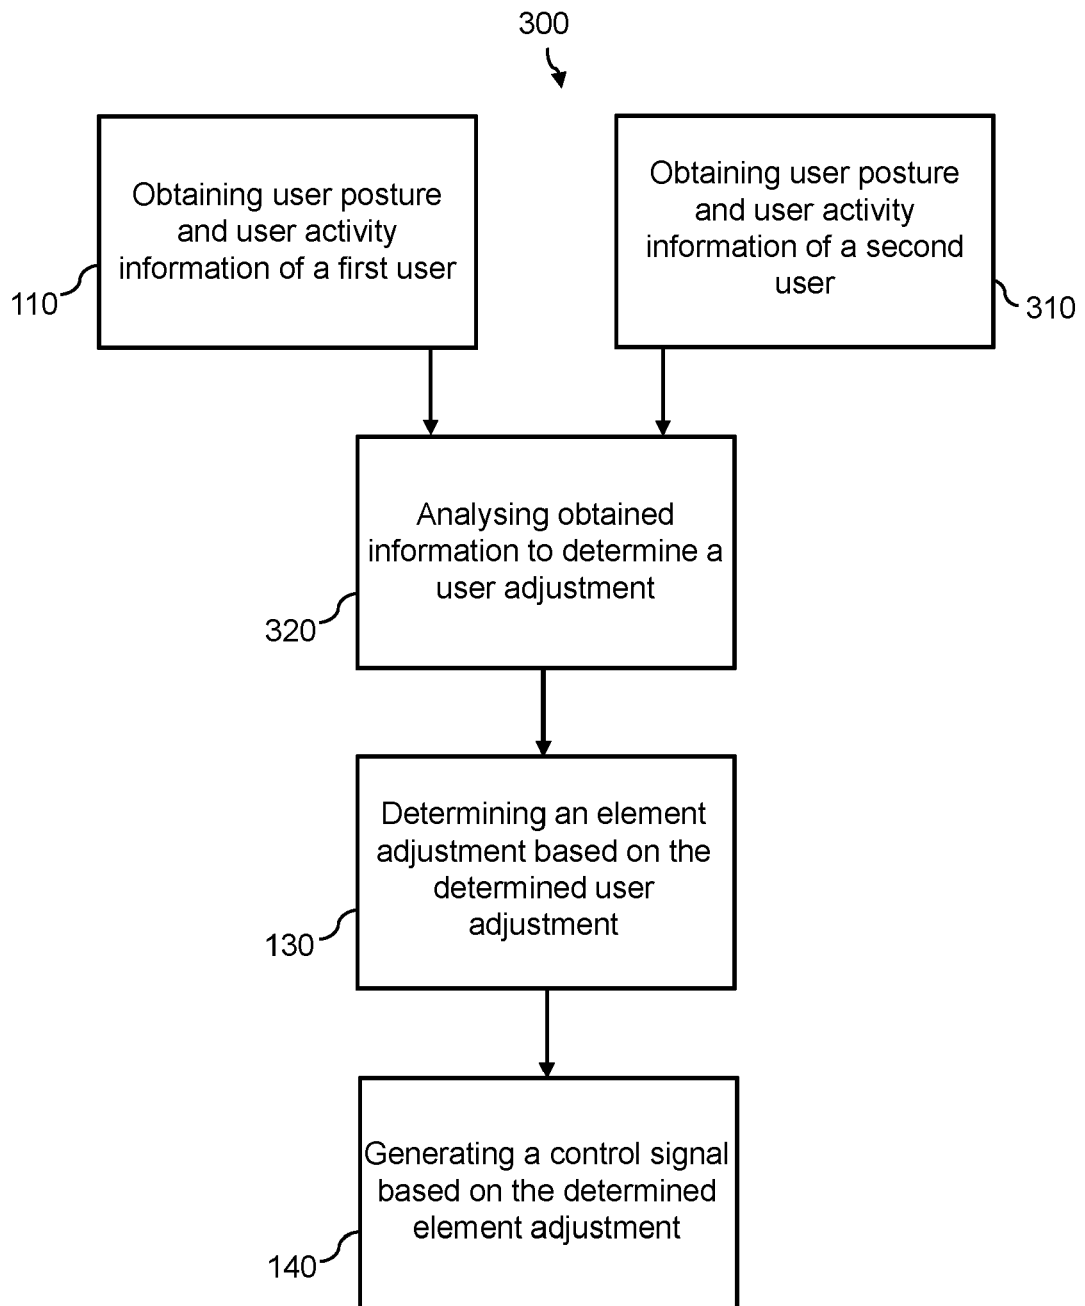 300
Obtaining user posture
and user activity
information of a first user
110
Obtaining user posture
and user activity
information of a second
user
310
Analysing obtained
information to determine a
user adjustment
320
Determining an element
adjustment based on the
determined user
adjustment
130
Generating a control signal
based on the determined
element adjustment
140